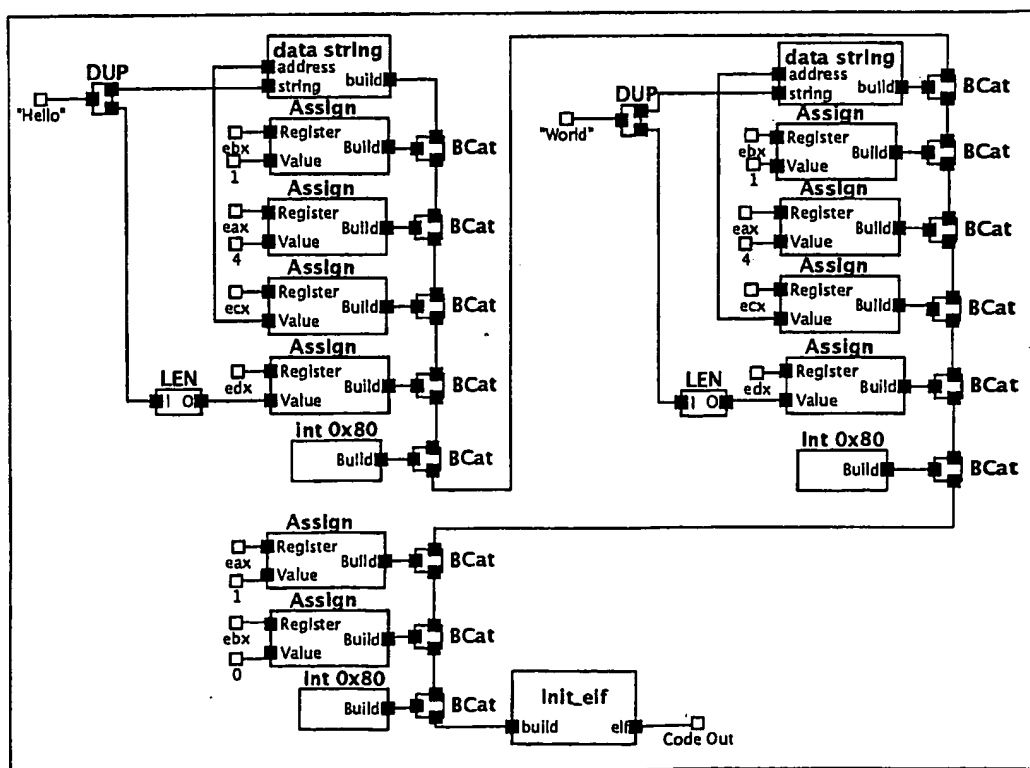 data string
address
string
build
DUP
"Hello"
Assign
Register
ebx
Value
1
Build
BCat
Assign
Register
eax
Value
4
Build
BCat
Assign
Register
ecx
Value
Build
BCat
Assign
Register
edx
Value
Build
BCat
LEN
I O
int 0x80
Build
BCat
data string
address
string
build
BCat
DUP
"World"
Assign
Register
ebx
Value
1
Build
BCat
Assign
Register
eax
Value
4
Build
BCat
Assign
Register
ecx
Value
Build
BCat
Assign
Register
edx
Value
Build
BCat
LEN
I O
int 0x80
Build
BCat
Assign
Register
eax
Value
1
Build
BCat
Assign
Register
ebx
Value
0
Build
BCat
int 0x80
Build
BCat
Init_elf
build
elf
Code Out